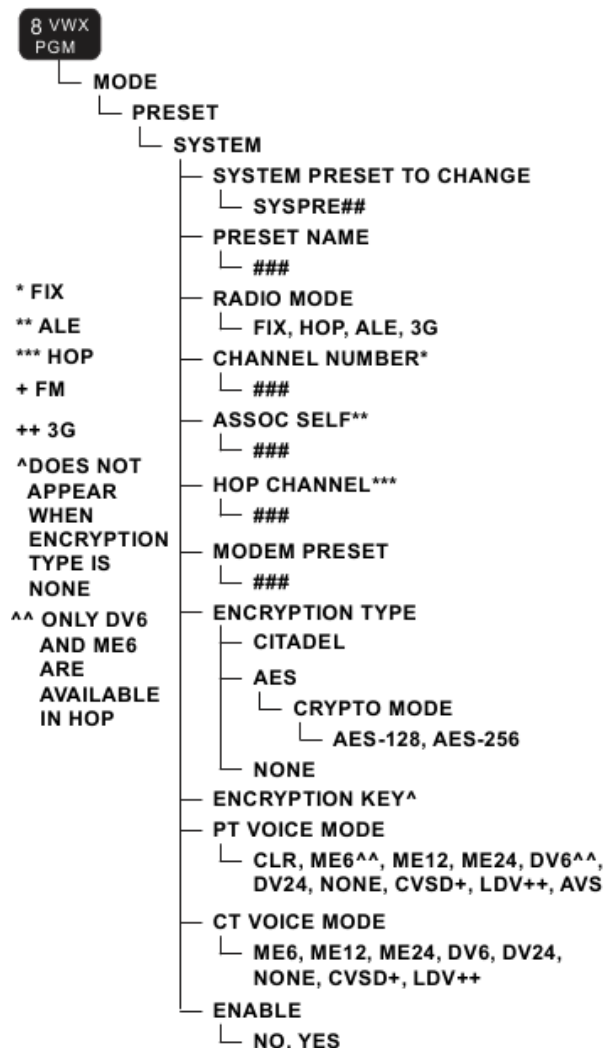 8 VWX
PGM
MODE
PRESET
SYSTEM
SYSTEM PRESET TO CHANGE
SYSPRE##
PRESET NAME
###
RADIO MODE
FIX, HOP, ALE, 3G
CHANNEL NUMBER*
###
ASSOC SELF**
###
HOP CHANNEL***
###
MODEM PRESET
###
ENCRYPTION TYPE
CITADEL
AES
CRYPTO MODE
AES-128, AES-256
NONE
ENCRYPTION KEY^
PT VOICE MODE
CLR, ME6^^, ME12, ME24, DV6^^,
DV24, NONE, CVSD+, LDV++, AVS
CT VOICE MODE
ME6, ME12, ME24, DV6, DV24,
NONE, CVSD+, LDV++
ENABLE
NO, YES
* FIX
** ALE
*** HOP
+ FM
++ 3G
^DOES NOT
APPEAR
WHEN
ENCRYPTION
TYPE IS
NONE
^^ ONLY DV6
AND ME6
ARE
AVAILABLE
IN HOP